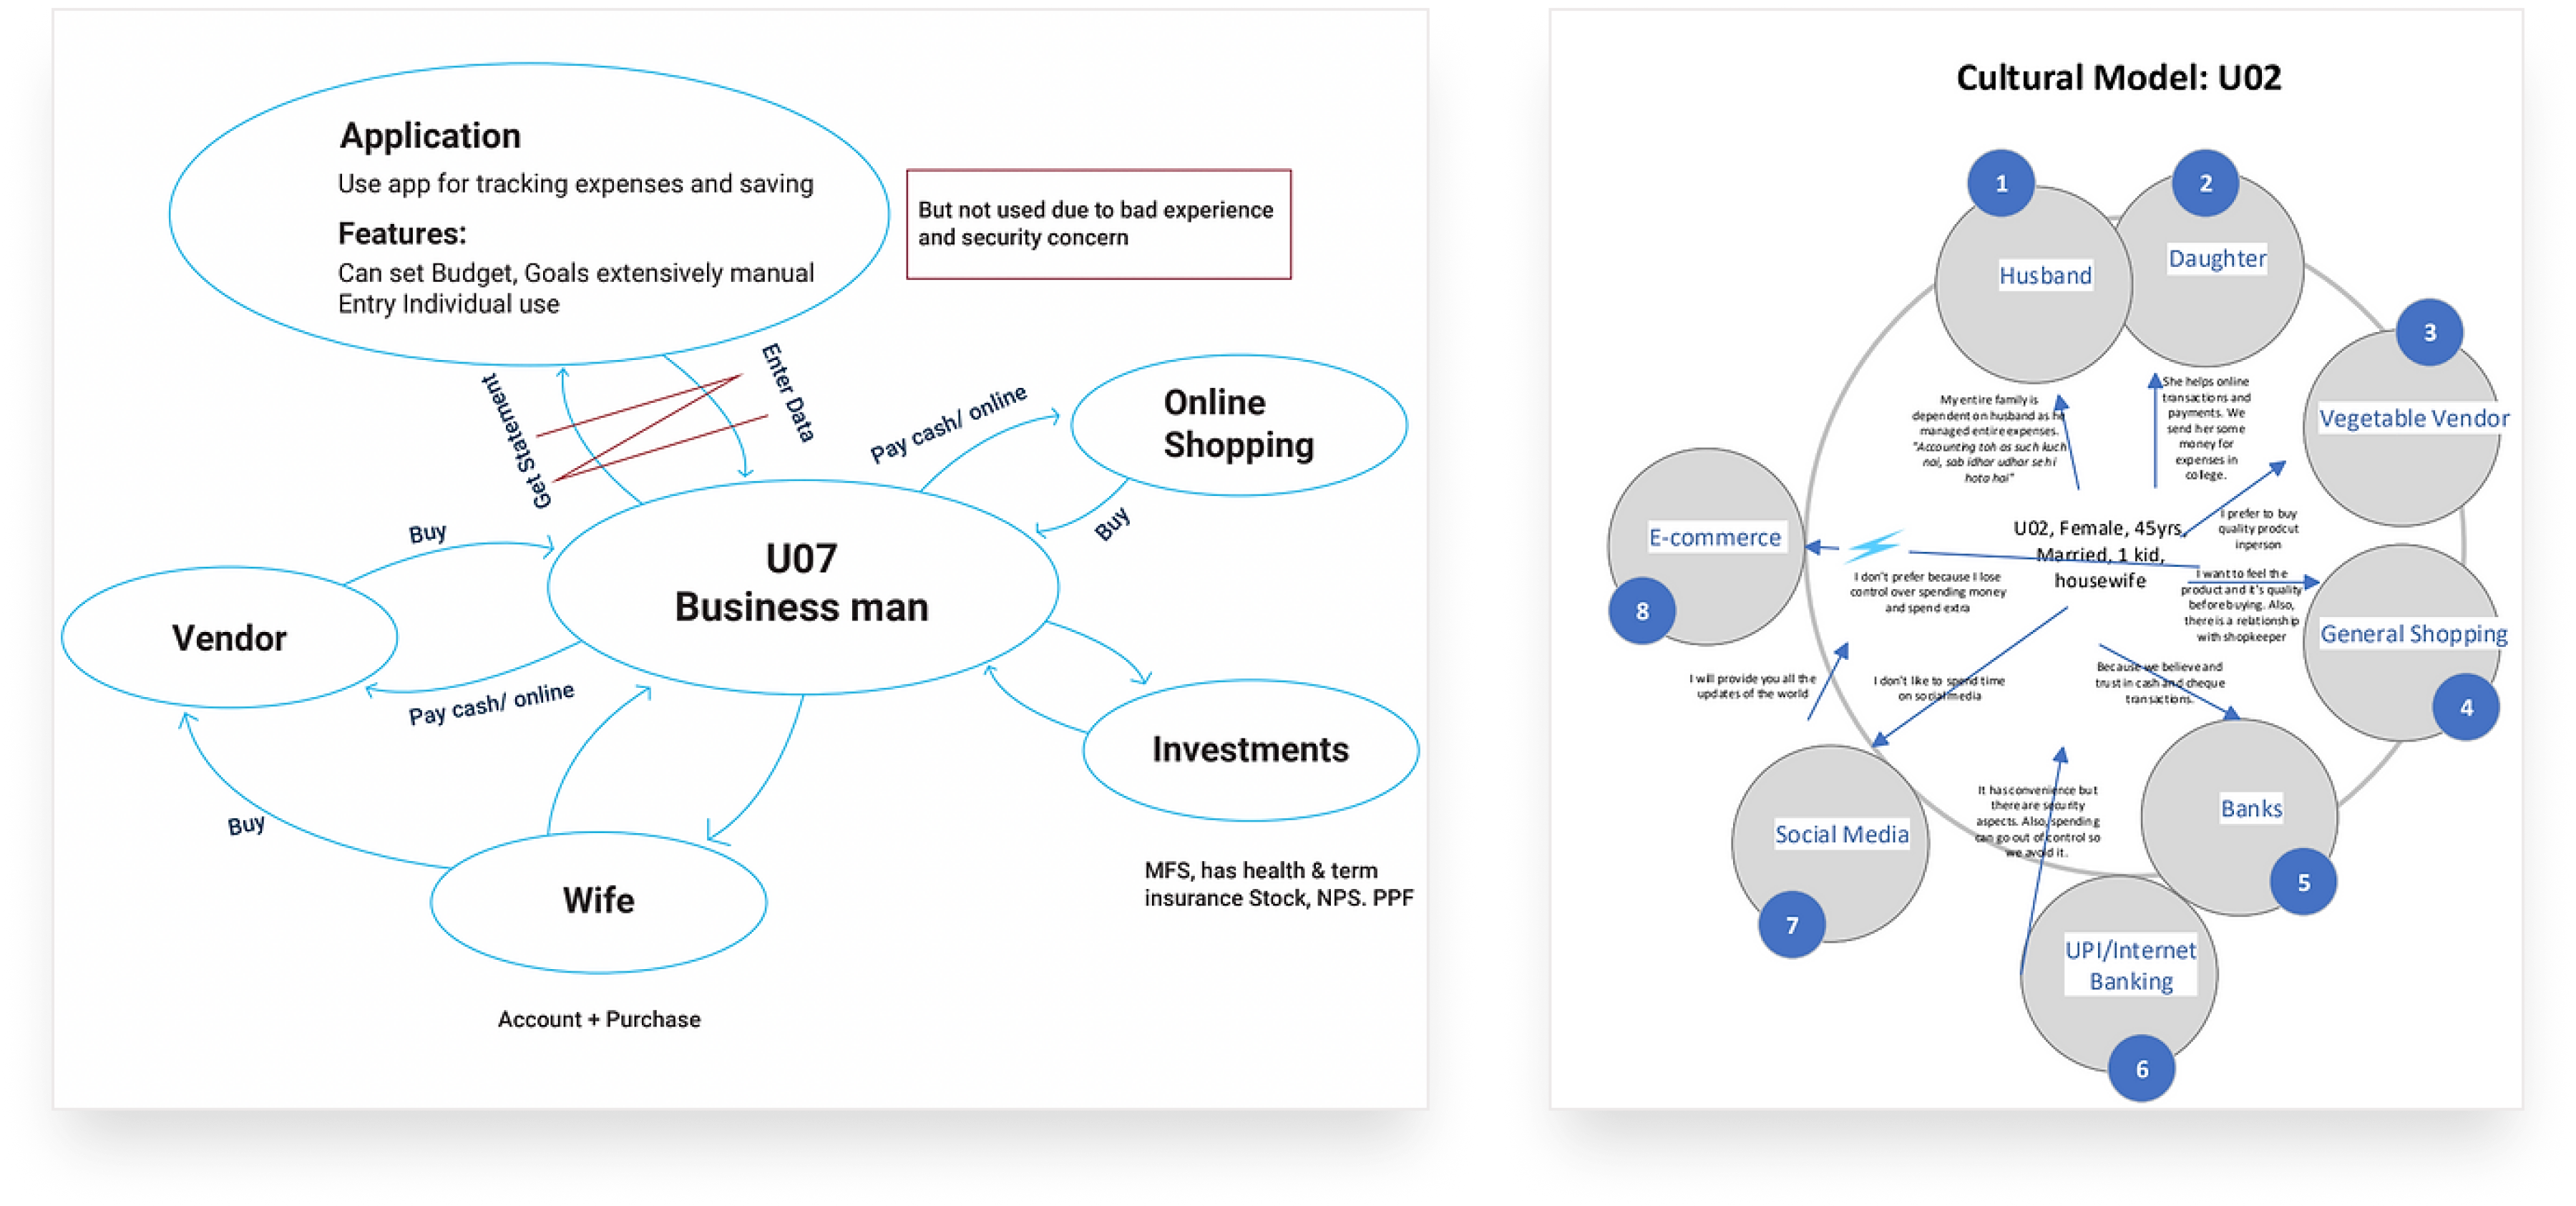 Application
Use app for tracking expenses and saving
Features:
Can set Budget, Goals extensively manual
Entry Individual use
But not used due to bad experience
and security concern
Get Statement
Enter Data
Pay cash/ online
Online
Shopping
Buy
Buy
U07
Business man
Vendor
Pay cash/ online
Investments
Buy
Wife
MFS, has health & term
insurance Stock, NPS. PPF
Account + Purchase
Cultural Model: U02
1
2
Husband
Daughter
3
Vegetable Vendor
My entire family is
dependent on husband as he
managed entire expenses.
"Accounting toh as such kuch
nai, sab idhar udhar se hi
hota hai"
She helps online
transactions and
payments. We
send her some
money for
expenses in
college.
I prefer to buy
quality prodcut
inperson
E-commerce
8
U02, Female, 45yrs,
Married, 1 kid,
housewife
I don't prefer because I lose
control over spending money
and spend extra
I want to feel the
product and it's quality
before buying. Also,
there is a relationship
with shopkeeper
General Shopping
4
I will provide you all the
updates of the world
I don't like to spend time
on social media
Because we believe and
trust in cash and cheque
transactions.
Social Media
7
It has convenience but
there are security
aspects. Also, spending
can go out of control so
we avoid it.
Banks
5
UPI/Internet
Banking
6